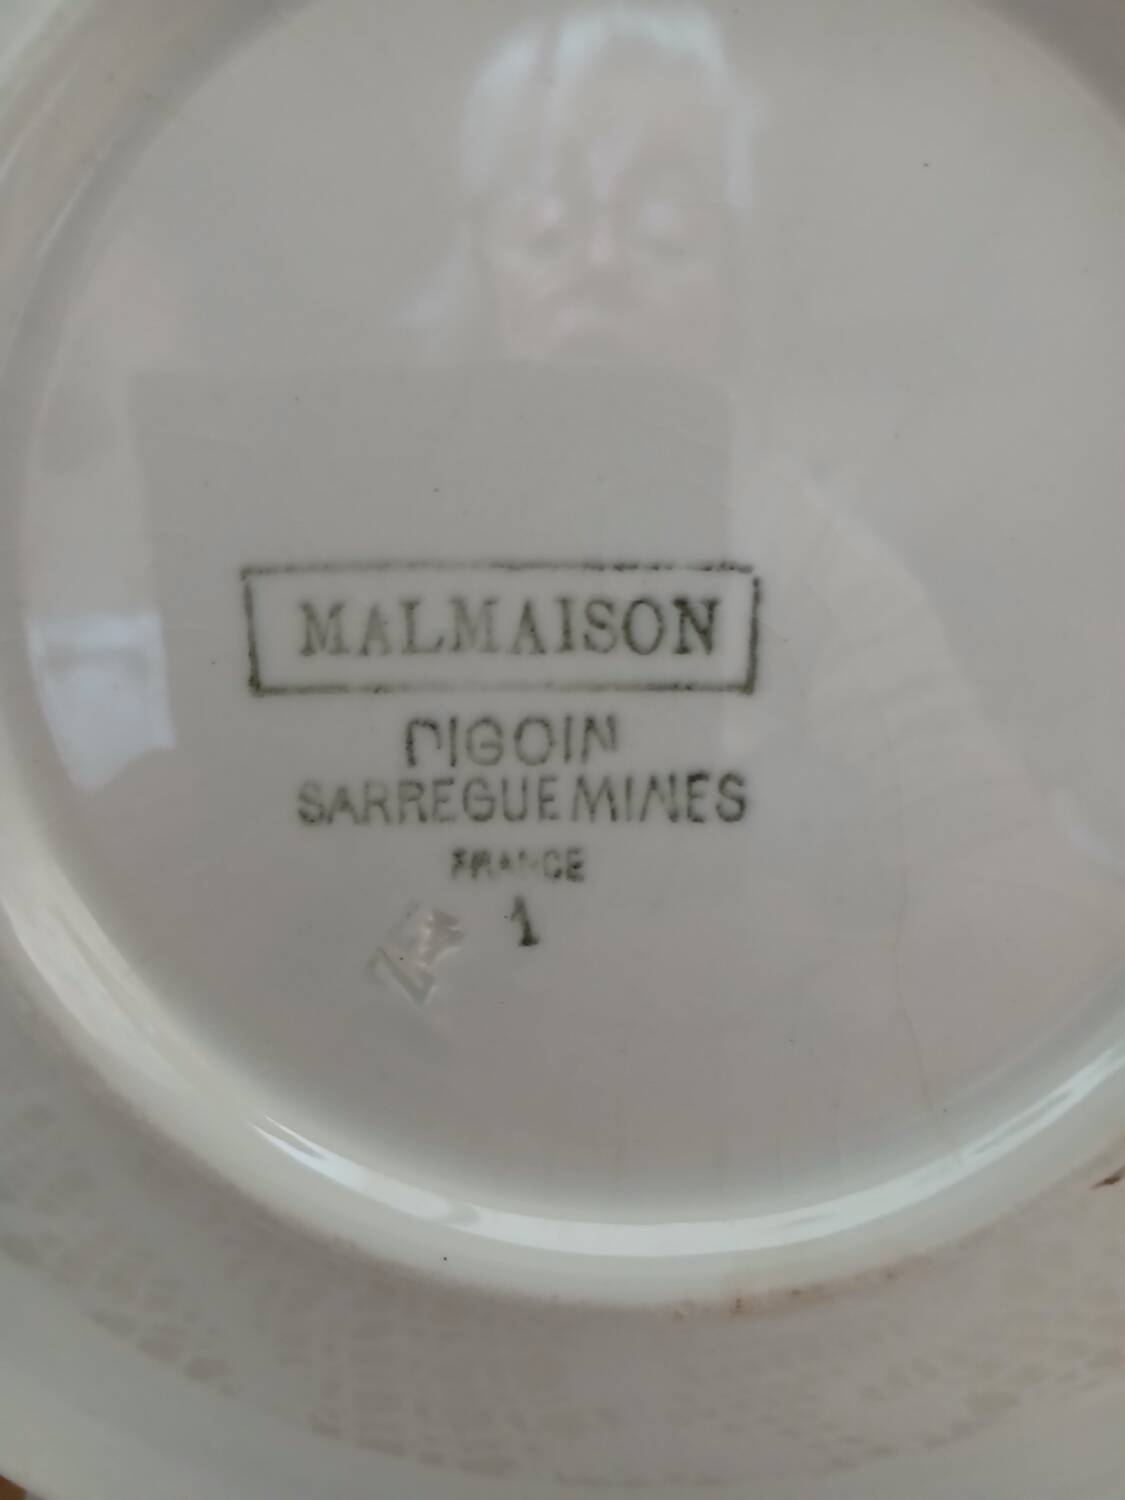 MALMAISON
DIGOIN
SARREGUEMINES
FRANCE
1